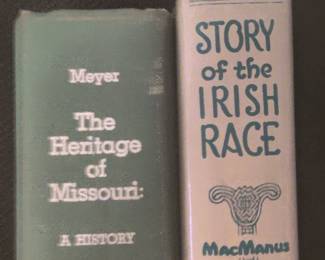 Meyer
The
Heritage
of
Missouri:
A HISTORY
STORY
of the
IRISH
RACE
MacManus